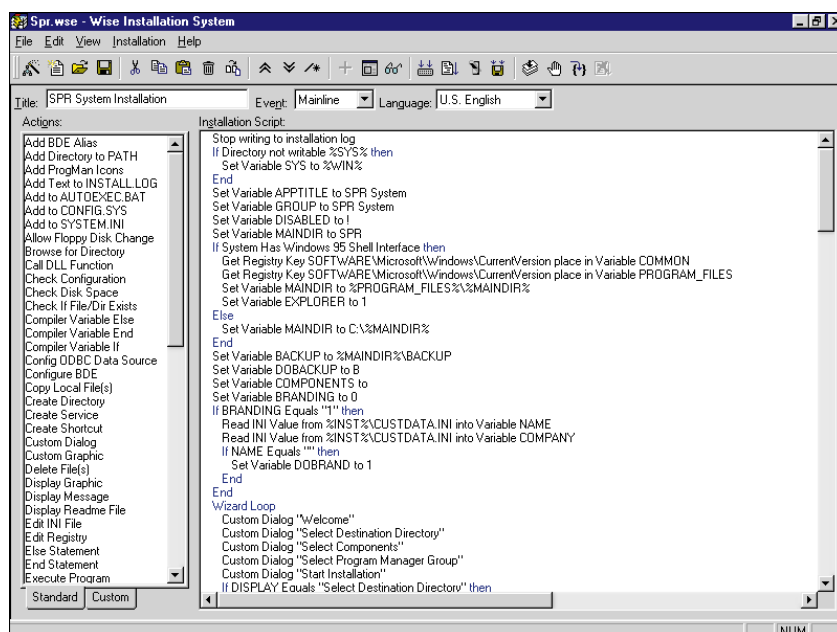 Spr.wse - Wise Installation System
File Edit View Installation Help
Title: SPR System Installation Event: Mainline Language: U.S. English
Actions:
Add BDE Alias
Add Directory to PATH
Add ProgMan Icons
Add Text to INSTALL.LOG
Add to AUTOEXEC.BAT
Add to CONFIG.SYS
Add to SYSTEM.INI
Allow Floppy Disk Change
Browse for Directory
Call DLL Function
Check Configuration
Check Disk Space
Check If File/Dir Exists
Compiler Variable Else
Compiler Variable End
Compiler Variable If
Config ODBC Data Source
Configure BDE
Copy Local File(s)
Create Directory
Create Service
Create Shortcut
Custom Dialog
Custom Graphic
Delete File(s)
Display Graphic
Display Message
Display Readme File
Edit INI File
Edit Registry
Else Statement
End Statement
Execute Program
Standard Custom
Installation Script:
Stop writing to installation log
If Directory not writable %SYS% then
Set Variable SYS to %WIN%
End
Set Variable APPTITLE to SPR System
Set Variable GROUP to SPR System
Set Variable DISABLED to !
Set Variable MAINDIR to SPR
If System Has Windows 95 Shell Interface then
Get Registry Key SOFTWARE\Microsoft\Windows\CurrentVersion place in Variable COMMON
Get Registry Key SOFTWARE\Microsoft\Windows\CurrentVersion place in Variable PROGRAM_FILES
Set Variable MAINDIR to %PROGRAM_FILES%\%MAINDIR%
Set Variable EXPLORER to 1
Else
Set Variable MAINDIR to C:\%MAINDIR%
End
Set Variable BACKUP to %MAINDIR%\BACKUP
Set Variable DOBACKUP to B
Set Variable COMPONENTS to
Set Variable BRANDING to 0
If BRANDING Equals "1" then
Read INI Value from %INST%\CUSTDATA.INI into Variable NAME
Read INI Value from %INST%\CUSTDATA.INI into Variable COMPANY
If NAME Equals "" then
Set Variable DOBRAND to 1
End
End
Wizard Loop
Custom Dialog "Welcome"
Custom Dialog "Select Destination Directory"
Custom Dialog "Select Components"
Custom Dialog "Select Program Manager Group"
Custom Dialog "Start Installation"
If DISPLAY Equals "Select Destination Directory" then
NUM